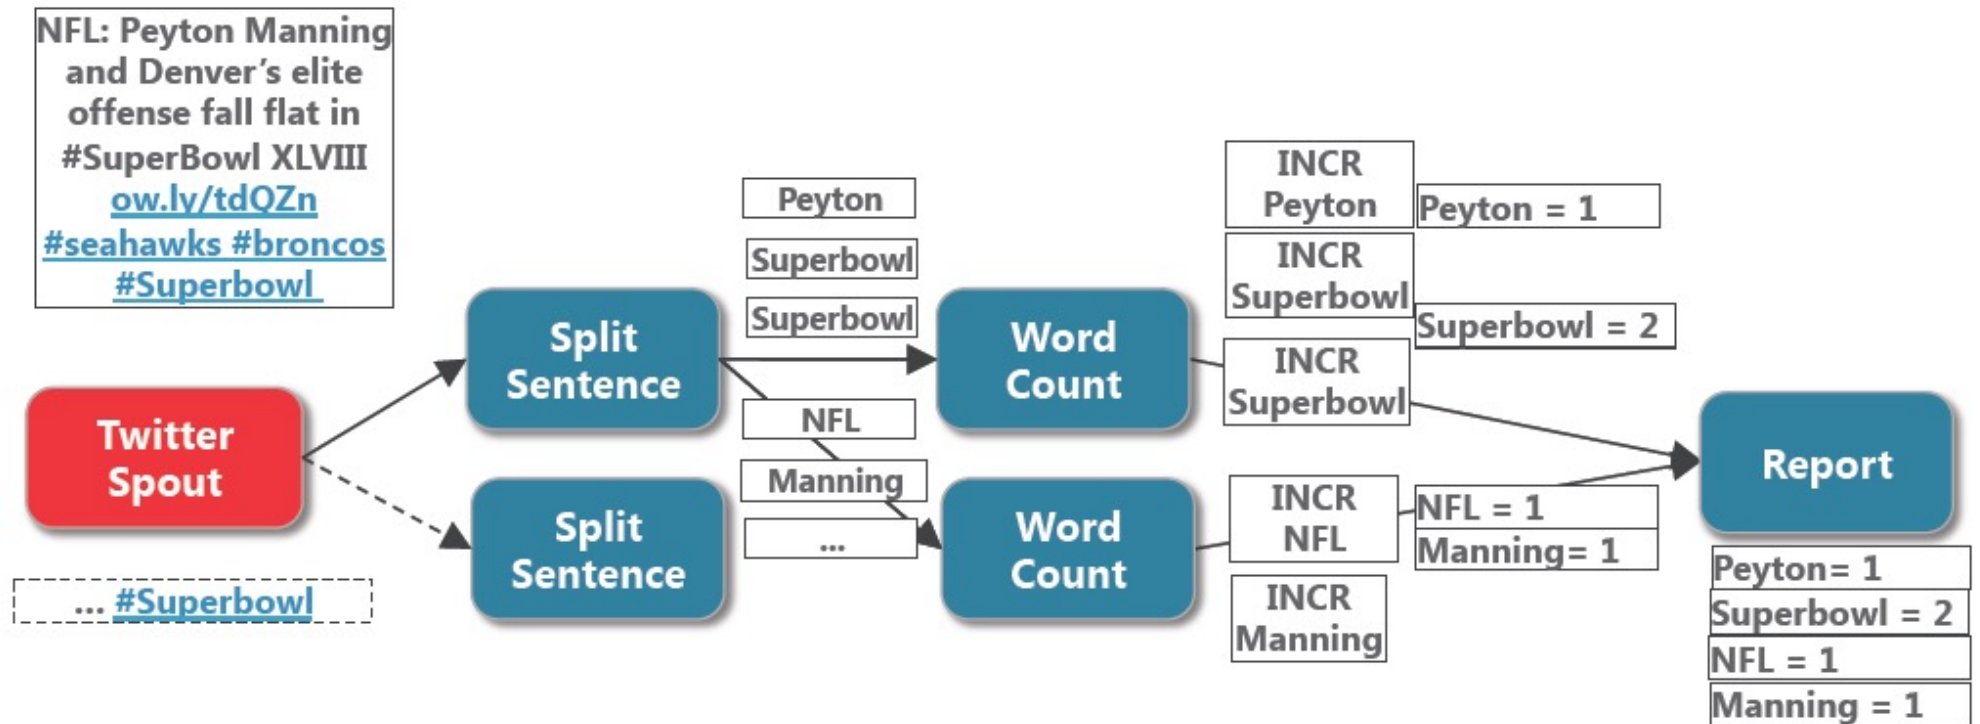 NFL: Peyton Manning
and Denver's elite
offense fall flat in
#SuperBowl XLVIII
ow.ly/tdQZn
#seahawks #broncos
#Superbowl
Twitter
Spout
... #Superbowl
Split
Sentence
Split
Sentence
Peyton
Superbowl
Superbowl
NFL
Manning
...
Word
Count
Word
Count
INCR
Peyton
INCR
Superbowl
INCR
Superbowl
INCR
NFL
INCR
Manning
Peyton = 1
Superbowl = 2
NFL = 1
Manning= 1
Report
Peyton= 1
Superbowl = 2
NFL = 1
Manning = 1